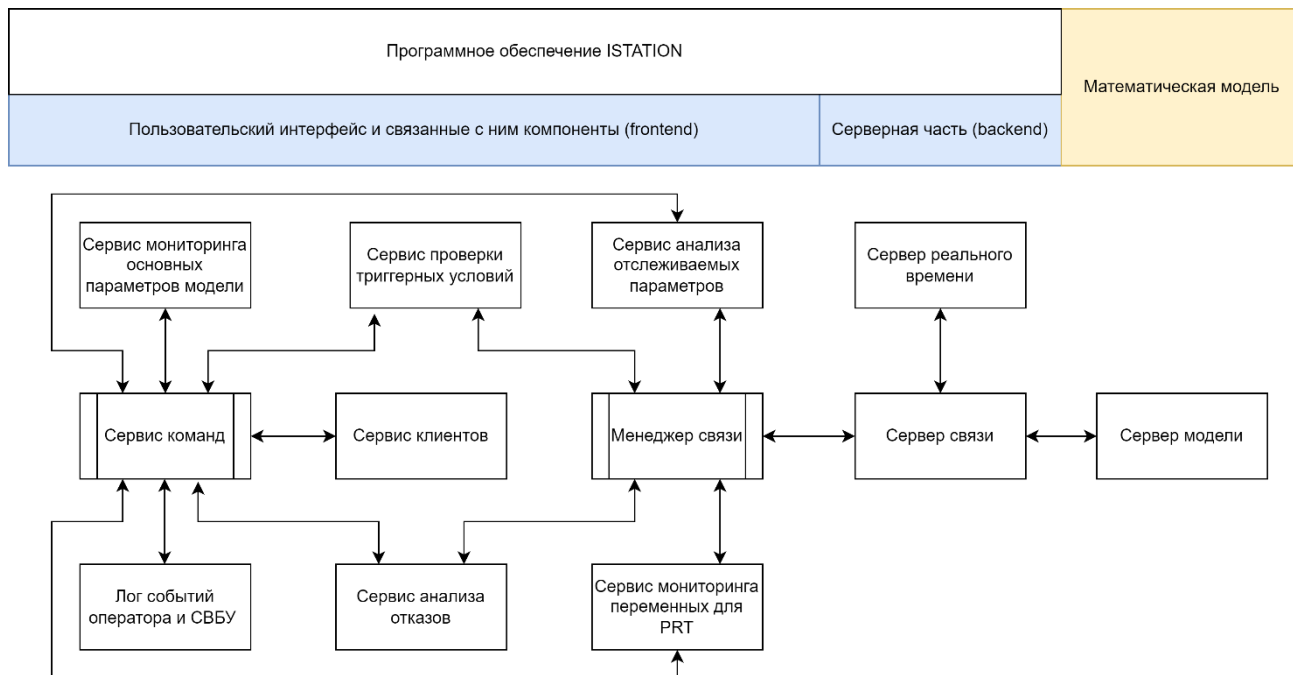 Программное обеспечение ISTATION
Математическая модель
Пользовательский интерфейс и связанные с ним компоненты (frontend)
Серверная часть (backend)
Сервис мониторинга
основных
параметров модели
Сервис проверки
триггерных условий
Сервис анализа
отслеживаемых
параметров
Сервер реального
времени
Сервис команд
Сервис клиентов
Менеджер связи
Сервер связи
Сервер модели
Лог событий
оператора и СВБУ
Сервис анализа
отказов
Сервис мониторинга
переменных для
PRT